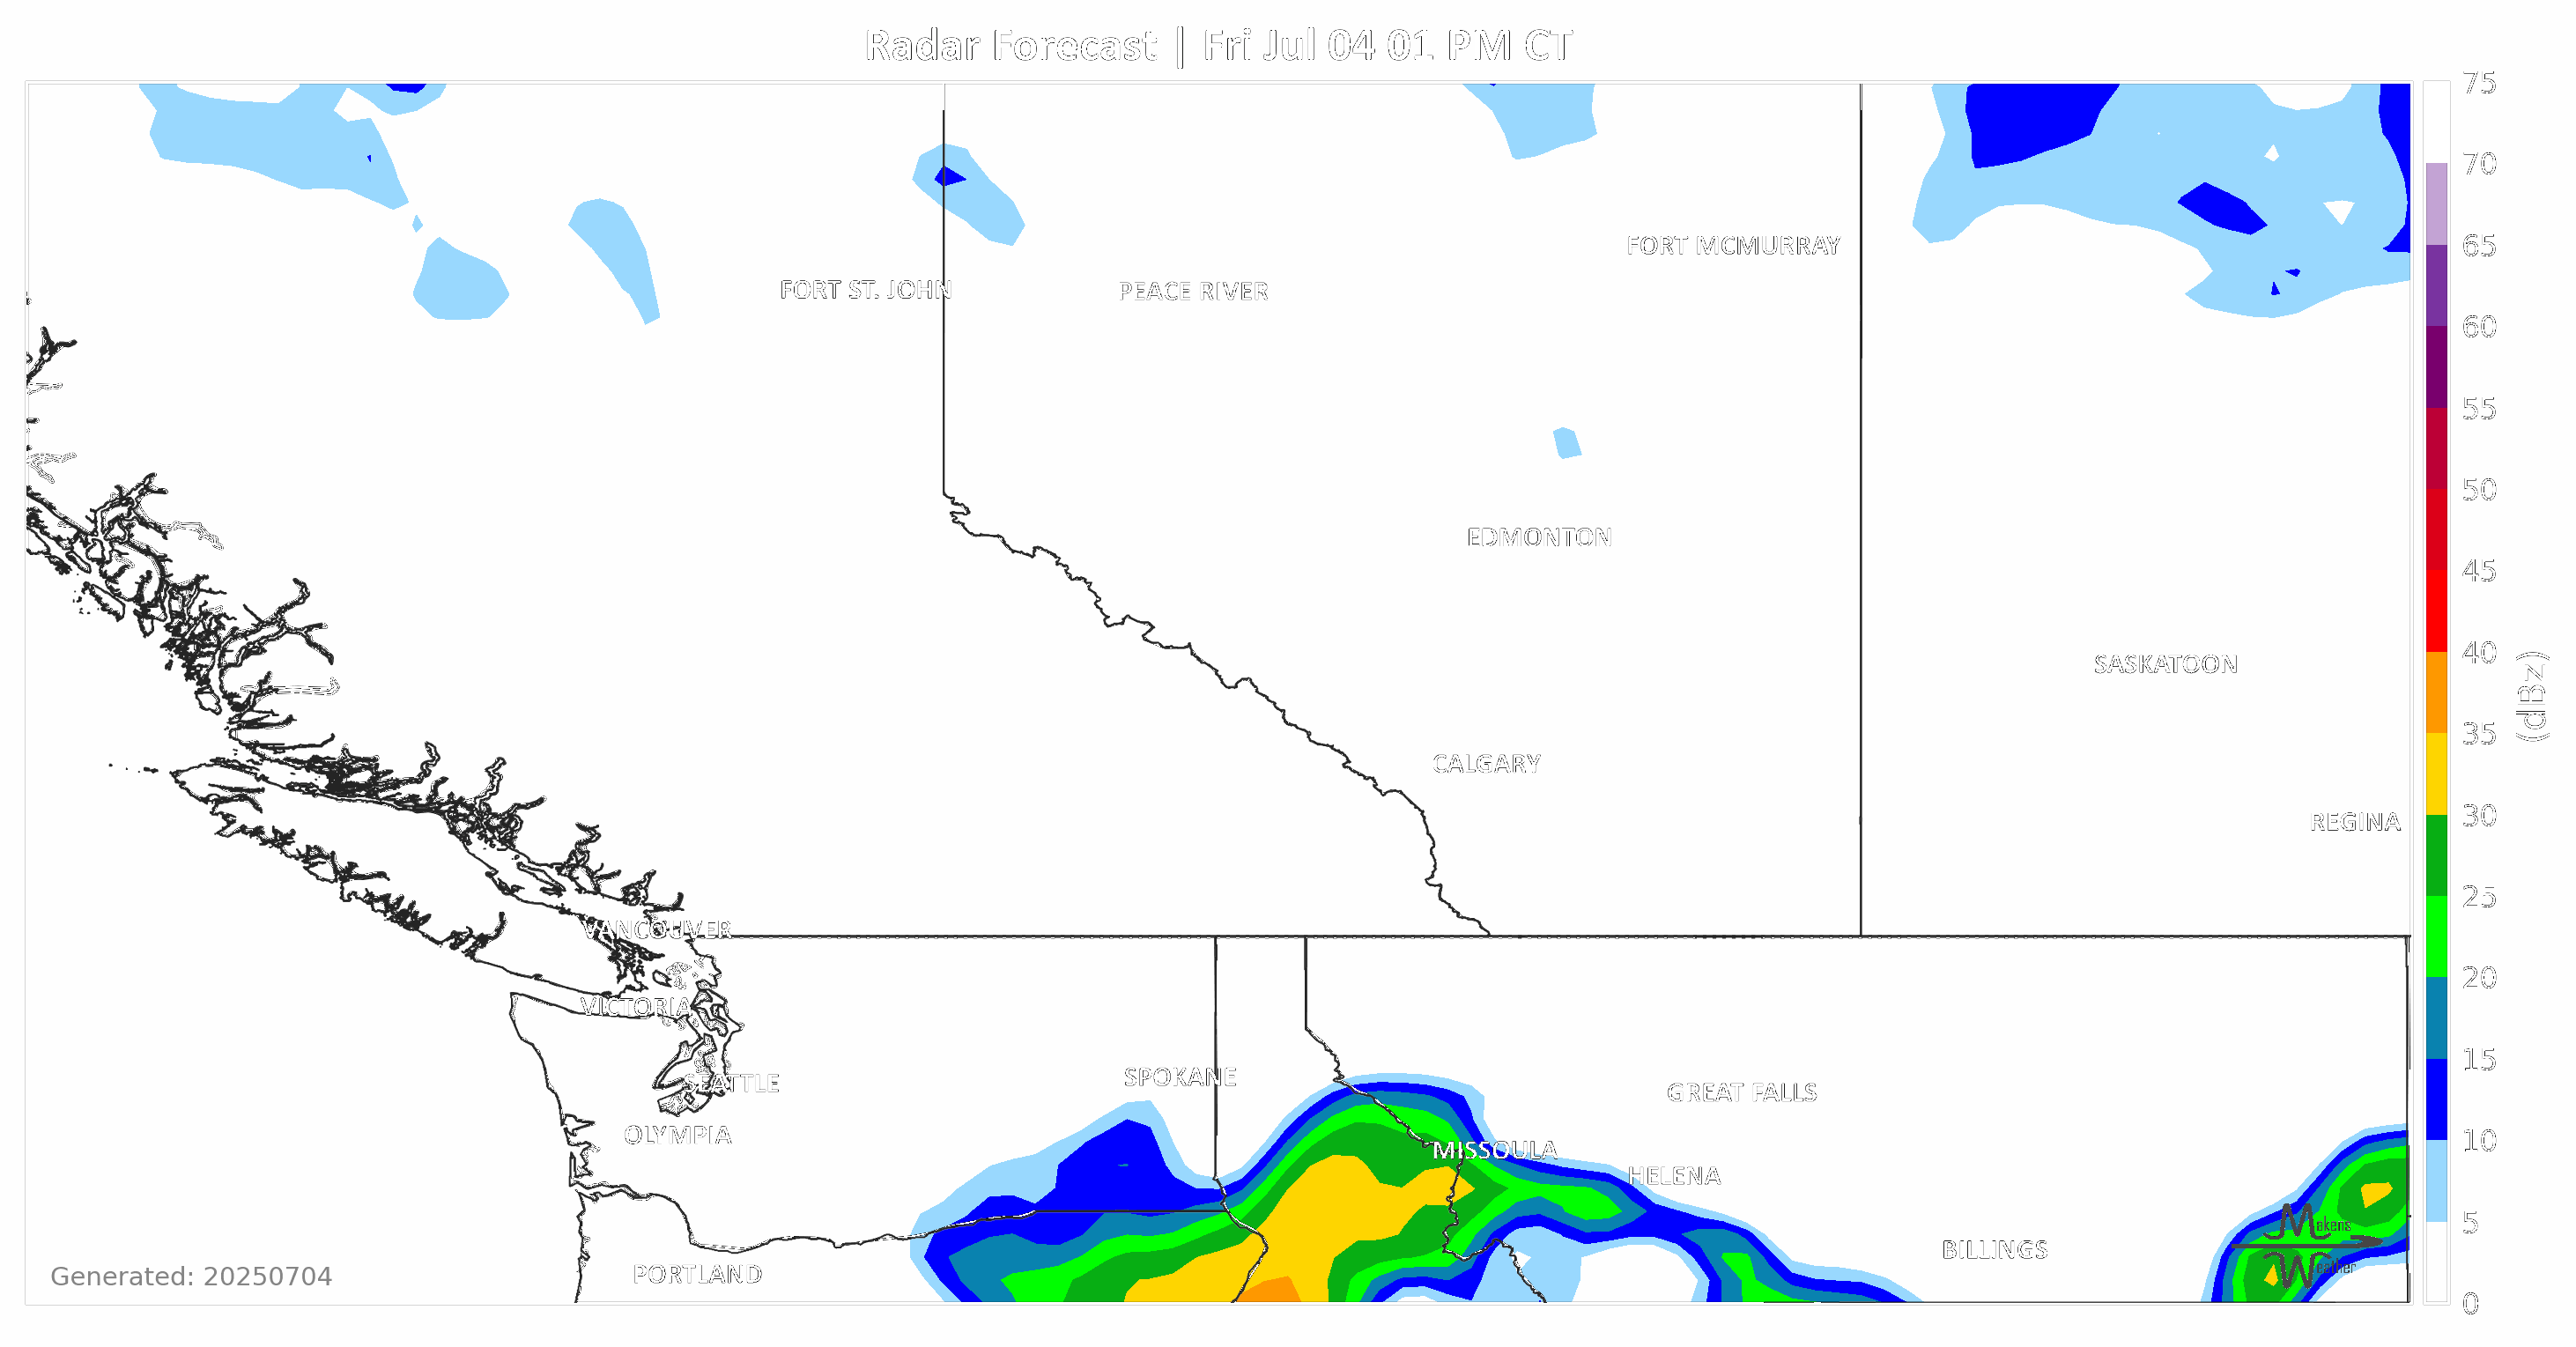 Radar Forecast | Fri Jul 04 01 PM CT
75
70
65
60
55
50
45
40
35
30
25
20
15
10
5
0
(dBz)
FORT MCMURRAY
FORT ST. JOHN
PEACE RIVER
EDMONTON
SASKATOON
CALGARY
REGINA
VANCOUVER
VICTORIA
SEATTLE
SPOKANE
GREAT FALLS
OLYMPIA
MISSOULA
HELENA
BILLINGS
PORTLAND
Makens
Weather
Generated: 20250704